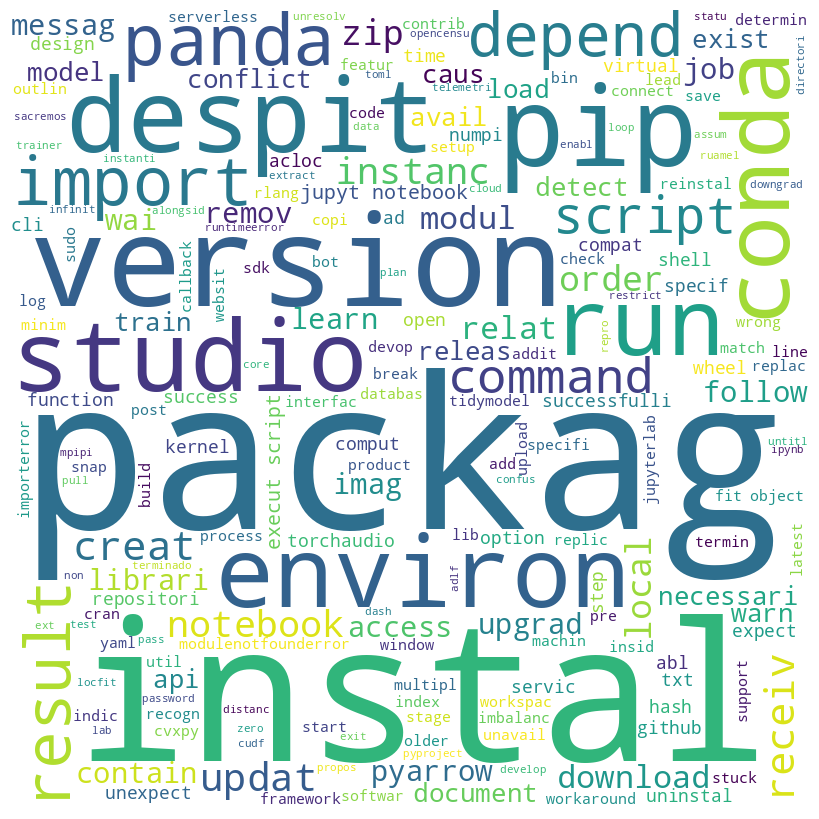 messag serverless panda zip contrib unresolv opencensu depend statu determin
design featur time exist virtual directori
model conflict caus load job bin lead
outlin despit avail pip connect save conda
sacremos toml telemetri code data numpi setup enabl loop assum
trainer instanti acloc instanc detect reinstal ruamel
import extract cloud downgrad
infinit alongsid rlang jupyt notebook ad modul script
cli wai runtimeerror remov copi compat
sudo callback websit sdk bot plan check order shell specif
log version restrict
minim train learn open relat run repro wrong
studio core devop releas addit break command match line
function success post interfac databas tidymodel successfulli wheel replac follow
importerror mpipi snap pull kernel execut script comput product packag add specifi confus upload jupyterlab untitl ipynb
build imag fit object latest
creat process torchaudio lib option replic termin
non terminado librari environ adlf local necessari
result repositori step
ext test cran pass notebook dash access upgrad pre warn
yaml modulenotfounderror window machin insid expect
locfit util api multipl servic abl txt support receiv
indic recogn password distanc instal index workspac hash
lab cvxpy zero start stage imbalanc github
cudf exit older unavail
contain updat propos pyarrow pyproject develop download stuck
unexpect framework softwar document workaround uninstal